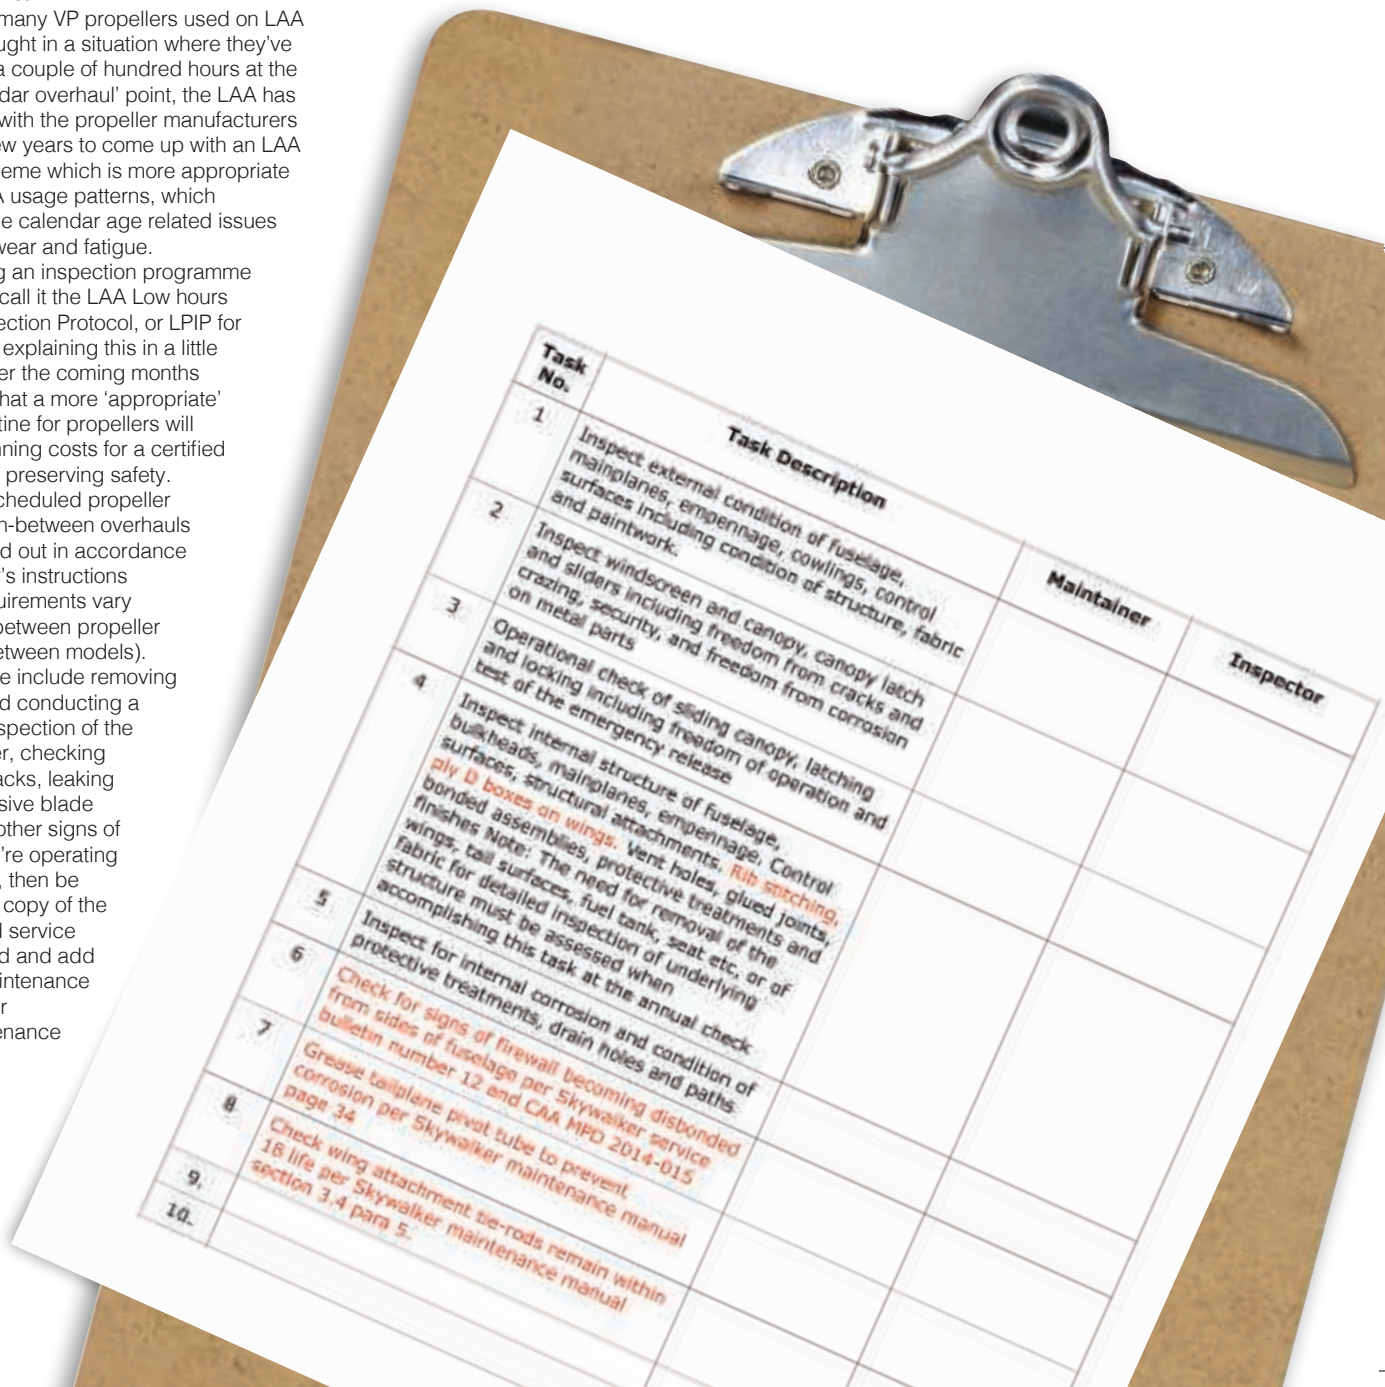 many VP propellers used on LAA
ught in a situation where they've
a couple of hundred hours at the
dar overhaul' point, the LAA has
with the propeller manufacturers
ew years to come up with an LAA
eme which is more appropriate
A usage patterns, which
e calendar age related issues
wear and fatigue.
g an inspection programme
call it the LAA Low hours
ection Protocol, or LPIP for
explaining this in a little
er the coming months
hat a more 'appropriate'
tine for propellers will
nning costs for a certified
preserving safety.
cheduled propeller
n-between overhauls
d out in accordance
r's instructions
uirements vary
between propeller
etween models).
e include removing
d conducting a
spection of the
er, checking
acks, leaking
sive blade
other signs of
're operating
, then be
copy of the
d service
d and add
intenance
r
enance
Task
No.
Task Description
Maintainer
Inspector
1
Inspect external condition of fuselage,
mainplanes, empennage, cowlings, control
surfaces including condition of structure, fabric
and paintwork.
2
Inspect windscreen and canopy, canopy latch
and sliders including freedom from cracks and
crazing, security, and freedom from corrosion
on metal parts
3
Operational check of sliding canopy, latching
and locking including freedom of operation and
test of the emergency release
4
Inspect internal structure of fuselage,
bulkheads, mainplanes, empennage, Control
surfaces, structural attachments, Rib stitching,
ply D boxes on wings. Vent holes, glued joints,
bonded assemblies, protective treatments and
finishes Note: The need for removal of the
wings, tail surfaces, fuel tank, seat etc, or of
fabric for detailed inspection of underlying
structure must be assessed when
accomplishing this task at the annual check
5
Inspect for internal corrosion and condition of
protective treatments, drain holes and paths
6
Check for signs of firewall becoming disbonded
from sides of fuselage per Skywalker service
bulletin number 12 and CAA MPD 2014-015
7
Grease tailplane pivot tube to prevent
corrosion per Skywalker maintenance manual
page 34
8
Check wing attachment tie-rods remain within
18 life per Skywalker maintenance manual
section 3.4 para 5.
9.
10.